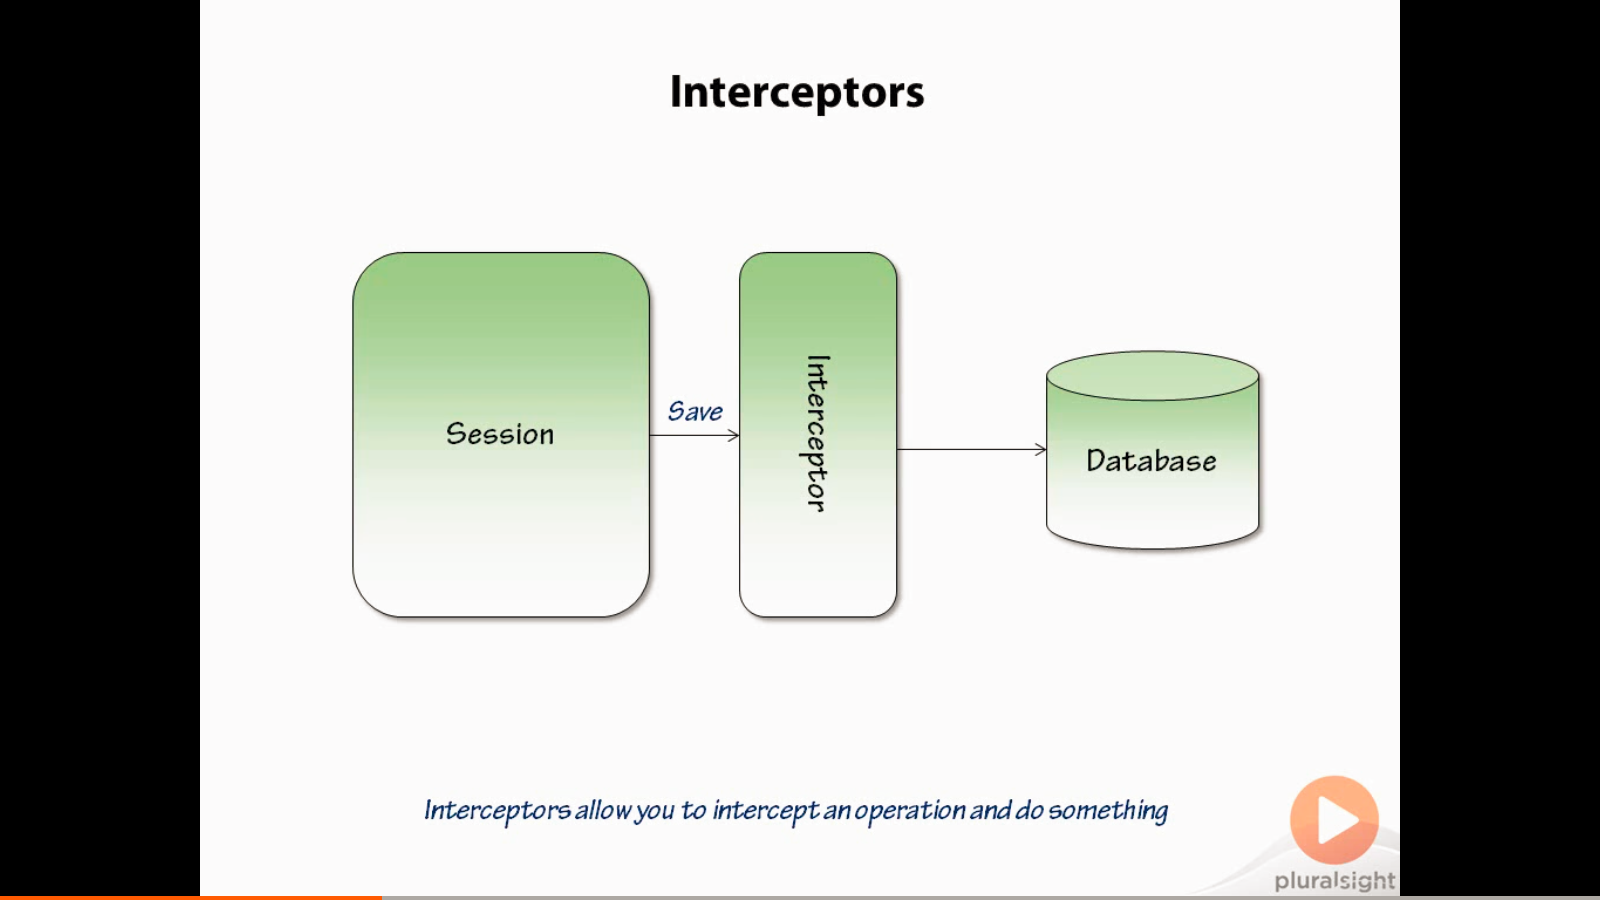 Interceptors
Session
Save
Interceptor
Database
Interceptors allow you to intercept an operation and do something
pluralsight